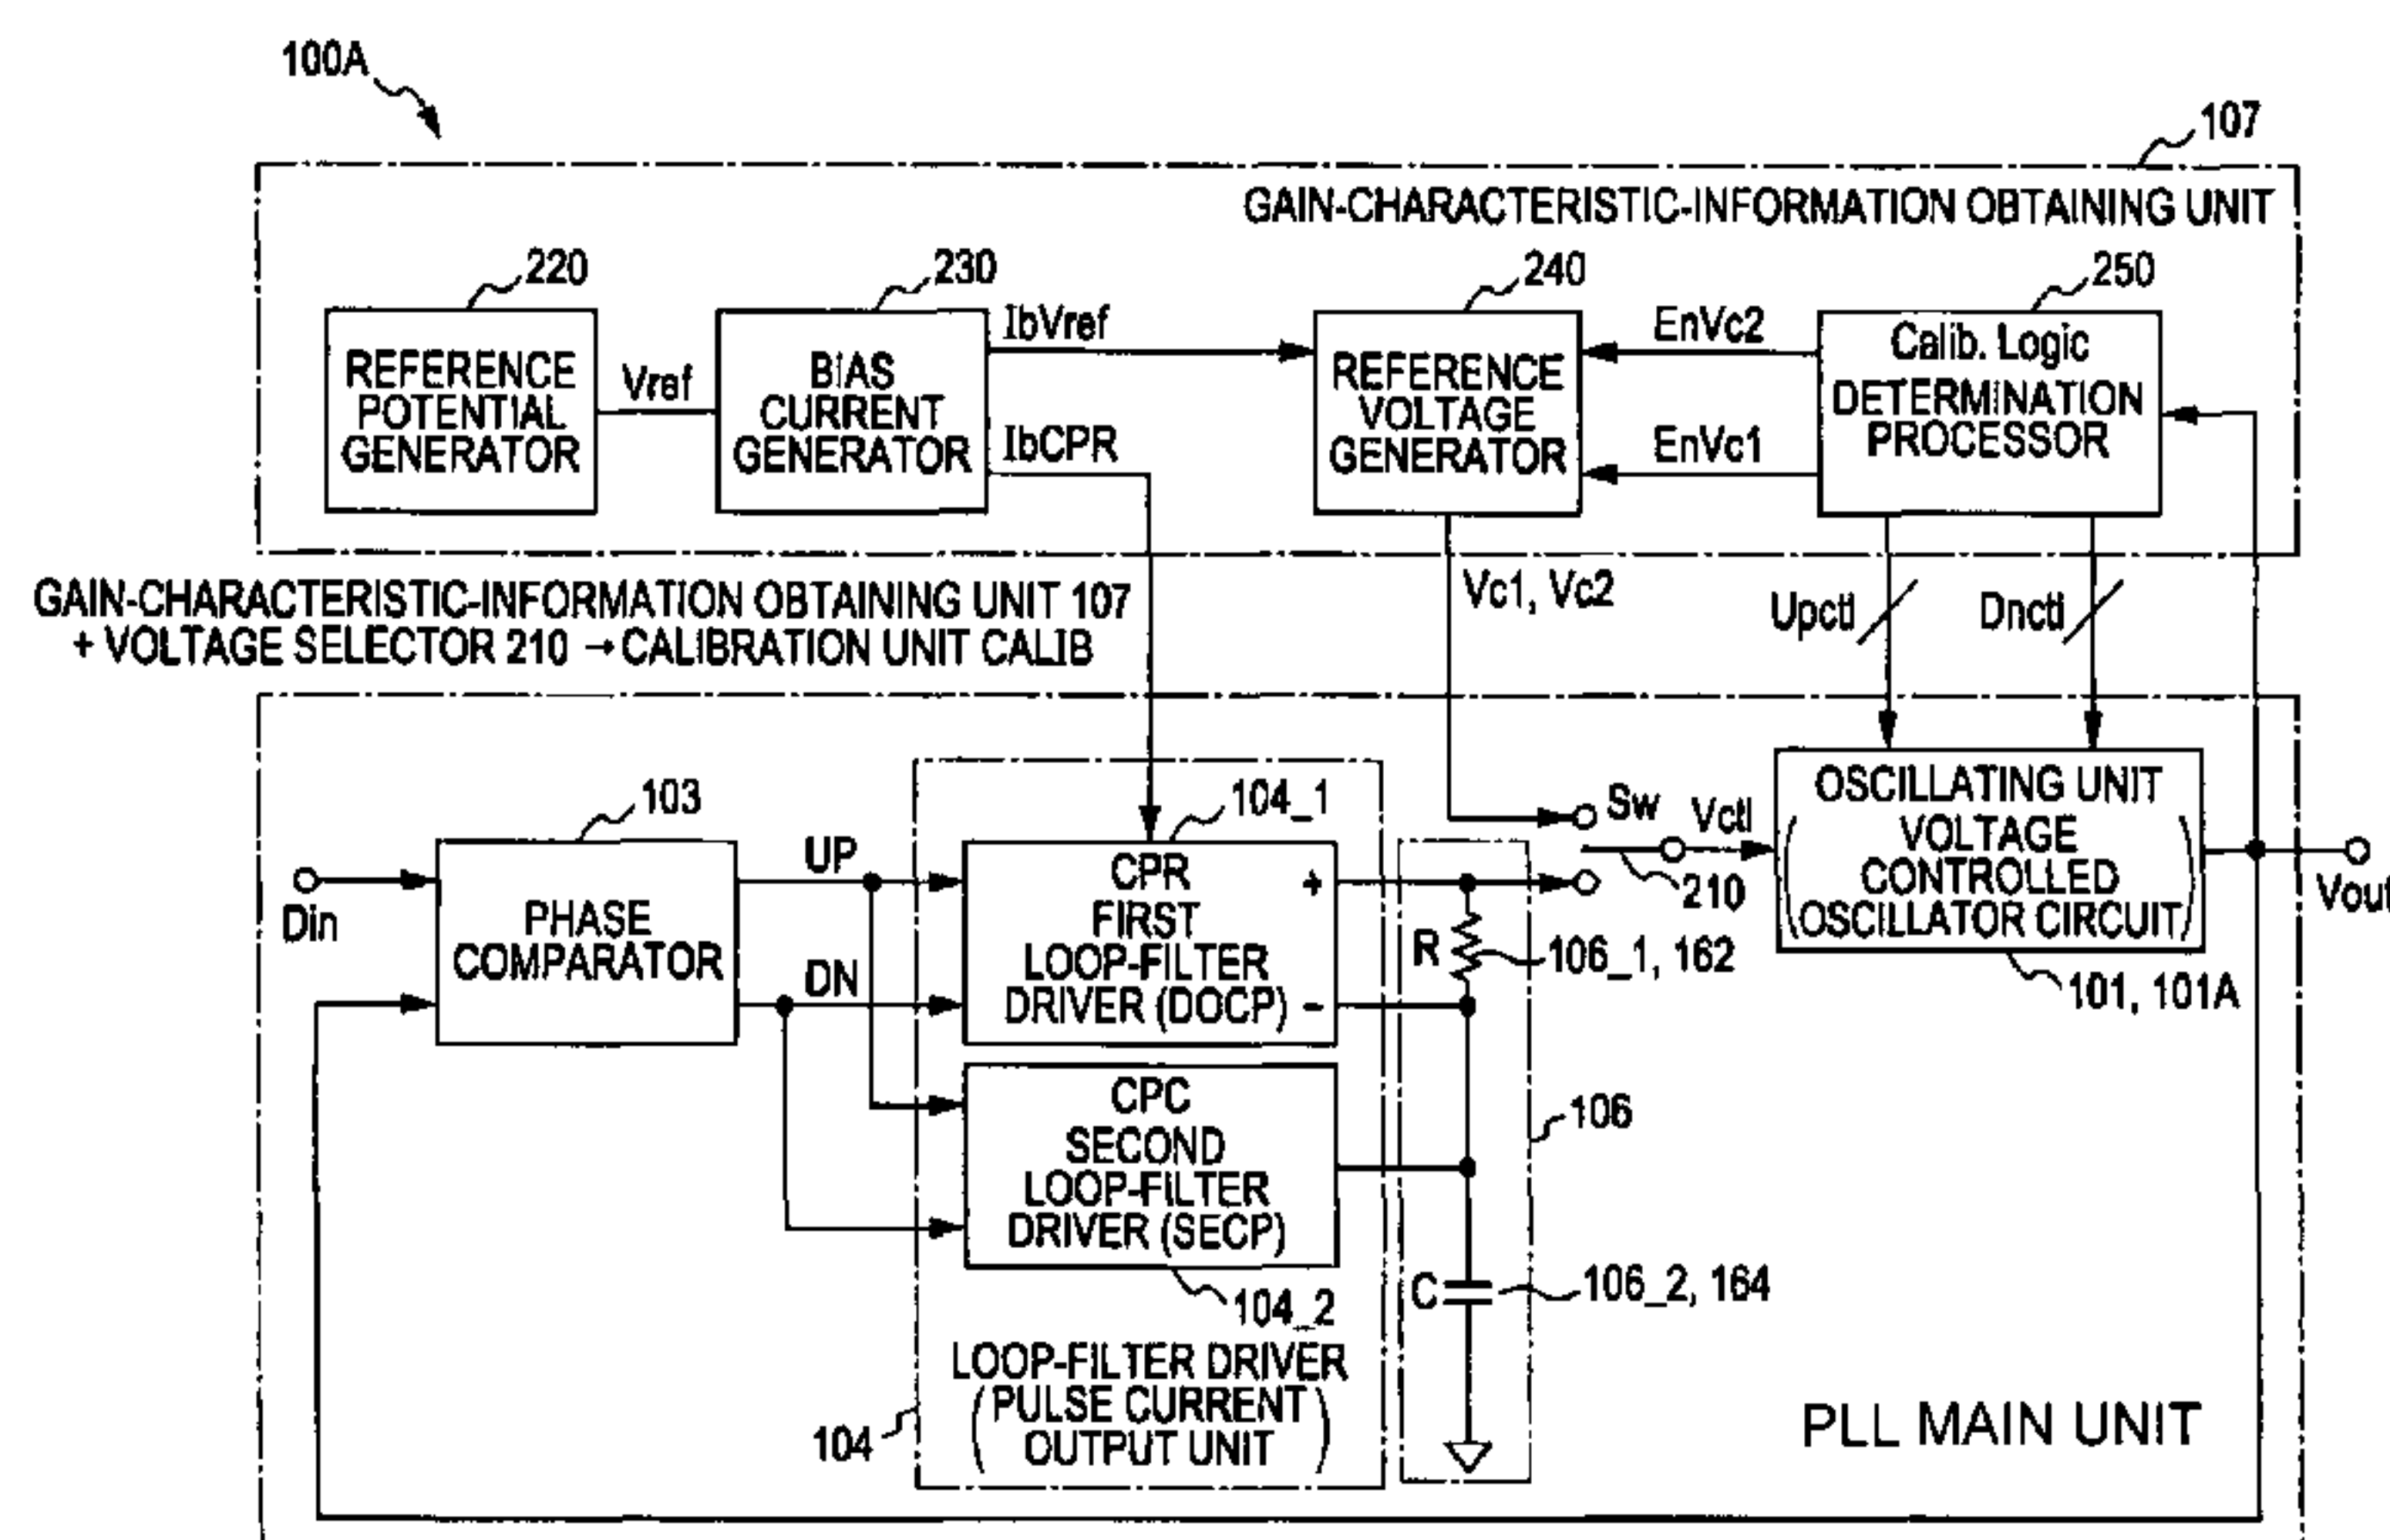 100A
107
GAIN-CHARACTERISTIC-INFORMATION OBTAINING UNIT
220
230
240
250
REFERENCE
POTENTIAL
GENERATOR
Vref
BIAS
CURRENT
GENERATOR
IbVref
IbCPR
REFERENCE
VOLTAGE
GENERATOR
EnVc2
EnVc1
Calib. Logic
DETERMINATION
PROCESSOR
GAIN-CHARACTERISTIC-INFORMATION OBTAINING UNIT 107
+ VOLTAGE SELECTOR 210 → CALIBRATION UNIT CALIB
Vc1, Vc2
Upctl
Dnctl
103
104_1
Sw
Vctl
210
OSCILLATING UNIT
(VOLTAGE
CONTROLLED
OSCILLATOR CIRCUIT)
101, 101A
Vout
Din
PHASE
COMPARATOR
UP
DN
CPR
FIRST
LOOP-FILTER
DRIVER (DOCP)
+
-
R
106_1, 162
CPC
SECOND
LOOP-FILTER
DRIVER (SECP)
104_2
106
C
106_2, 164
LOOP-FILTER DRIVER
(PULSE CURRENT
OUTPUT UNIT)
104
PLL MAIN UNIT